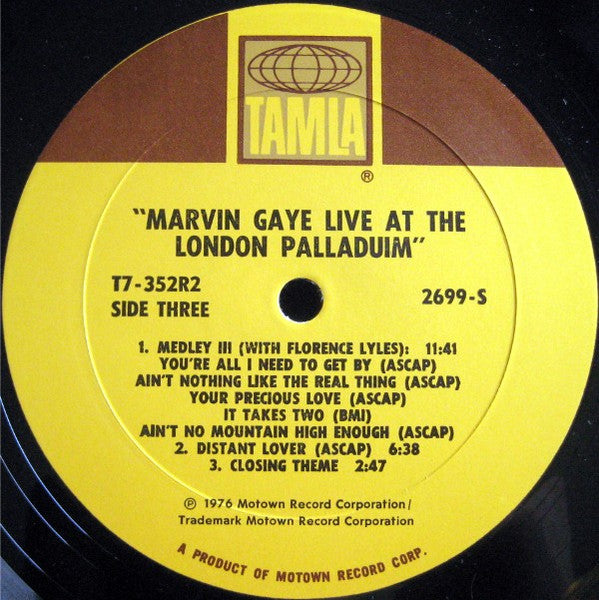 TAMLA
®
"MARVIN GAYE LIVE AT THE
LONDON PALLADUIM"
T7-352R2
SIDE THREE
2699-S
1. MEDLEY III (WITH FLORENCE LYLES): 11:41
YOU'RE ALL I NEED TO GET BY (ASCAP)
AIN'T NOTHING LIKE THE REAL THING (ASCAP)
YOUR PRECIOUS LOVE (ASCAP)
IT TAKES TWO (BMI)
AIN'T NO MOUNTAIN HIGH ENOUGH (ASCAP)
2. DISTANT LOVER (ASCAP) 6:38
3. CLOSING THEME 2:47
℗ 1976 Motown Record Corporation/
Trademark Motown Record Corporation
A PRODUCT OF MOTOWN RECORD CORP.